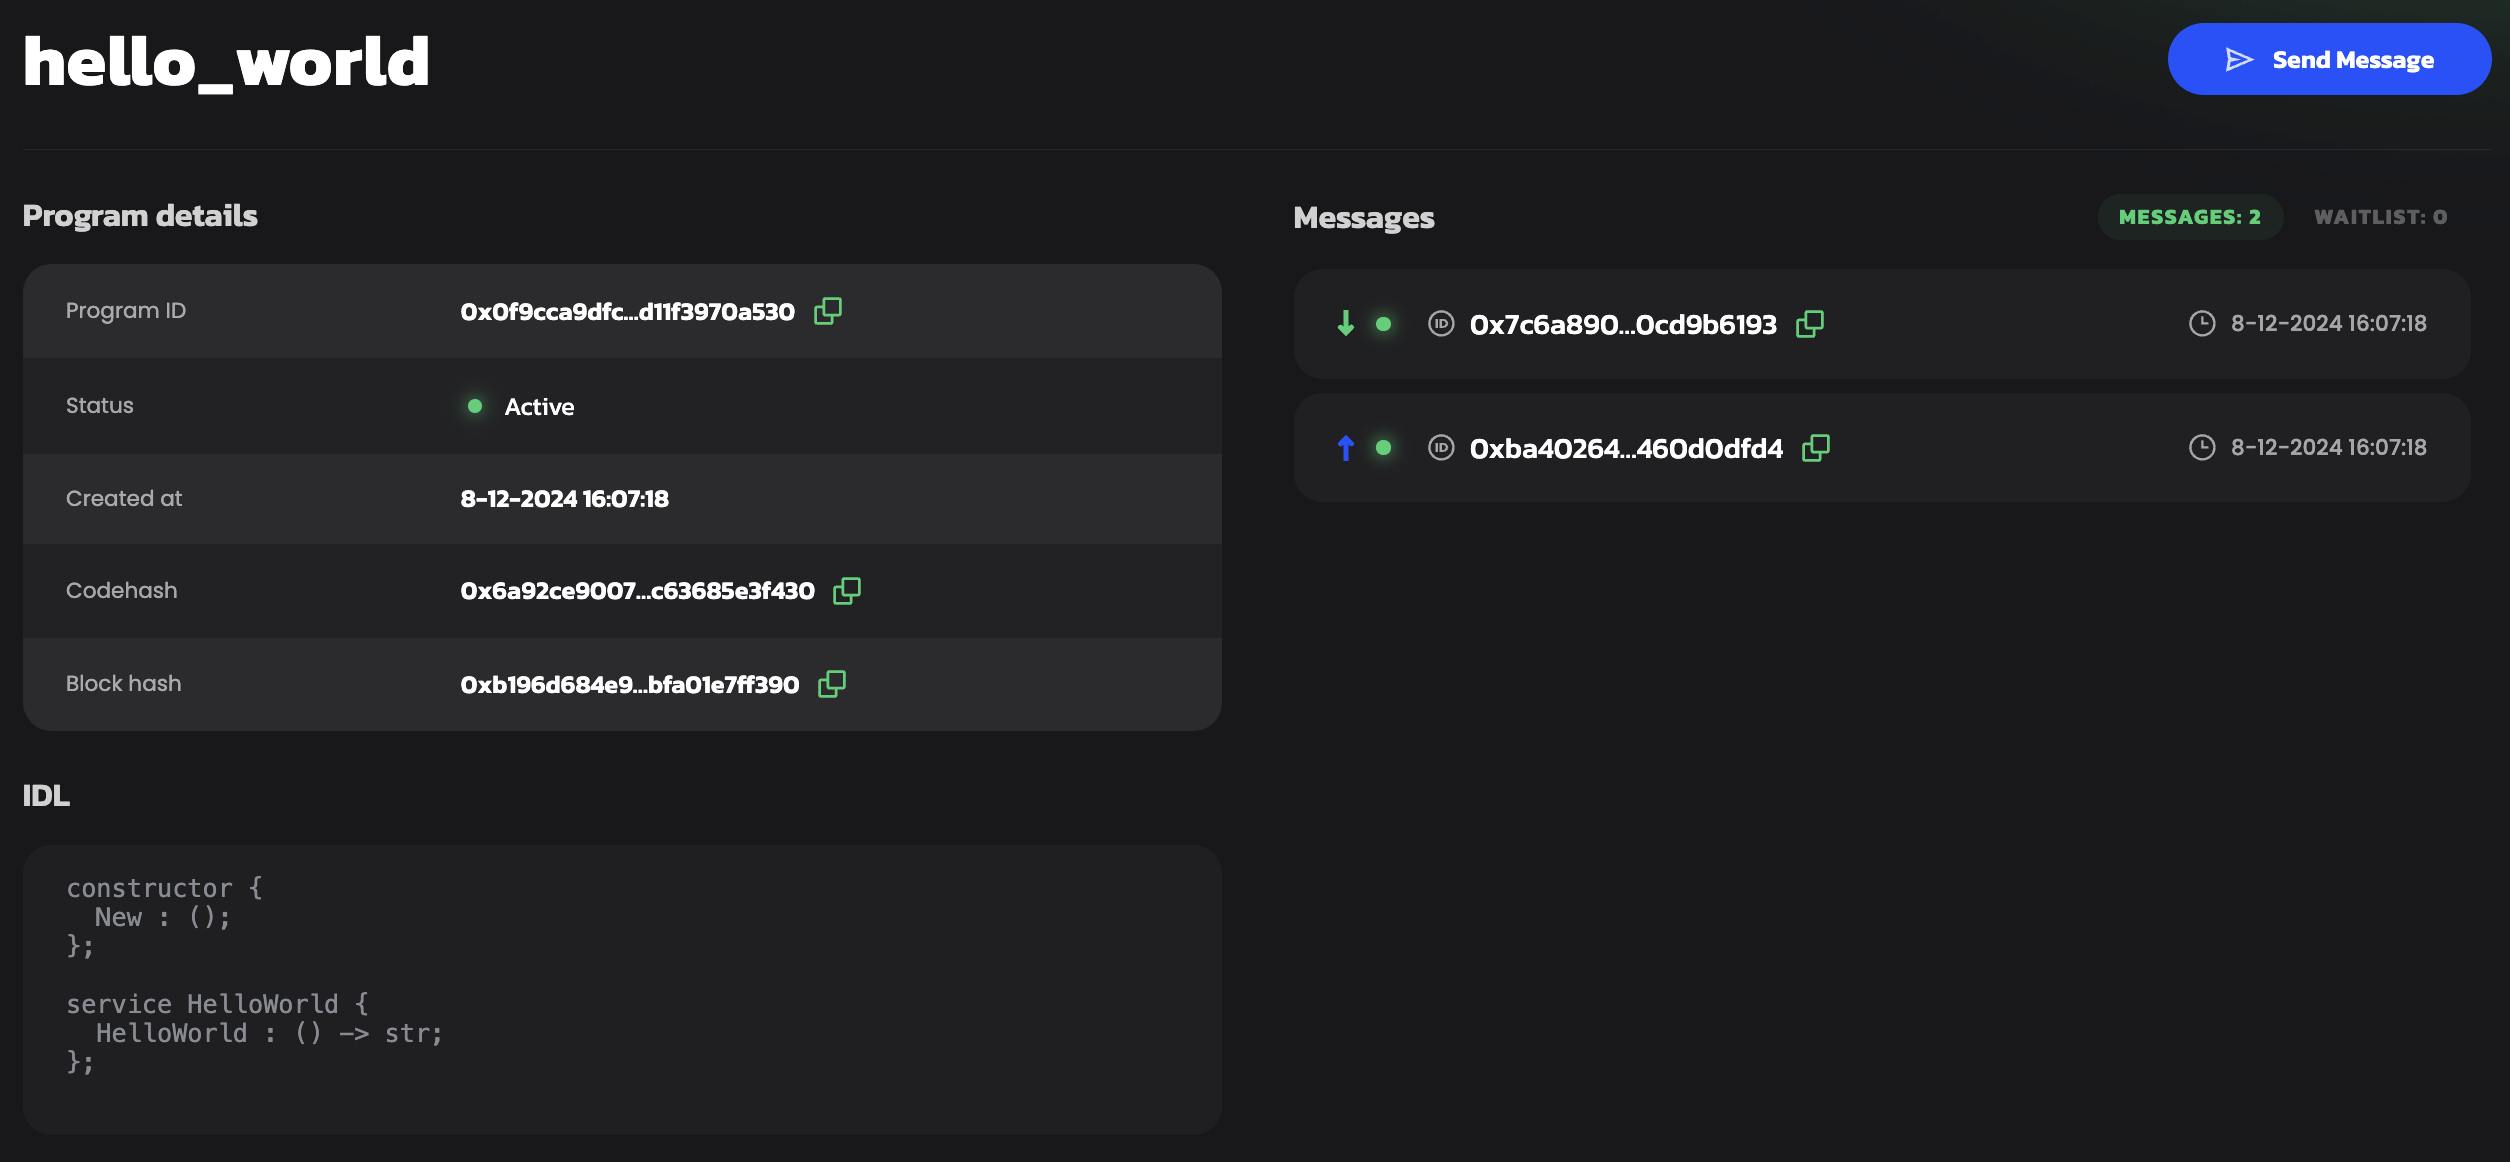 hello_world
Send Message
Program details
Program ID 0x0f9cca9dfc...d11f3970a530
Status Active
Created at 8-12-2024 16:07:18
Codehash 0x6a92ce9007...c63685e3f430
Block hash 0xb196d684e9...bfa01e7ff390
IDL
constructor {
  New : ();
};
service HelloWorld {
  HelloWorld : () -> str;
};
Messages
MESSAGES: 2 WAITLIST: 0
ID 0x7c6a890...0cd9b6193 8-12-2024 16:07:18
ID 0xba40264...460d0dfd4 8-12-2024 16:07:18